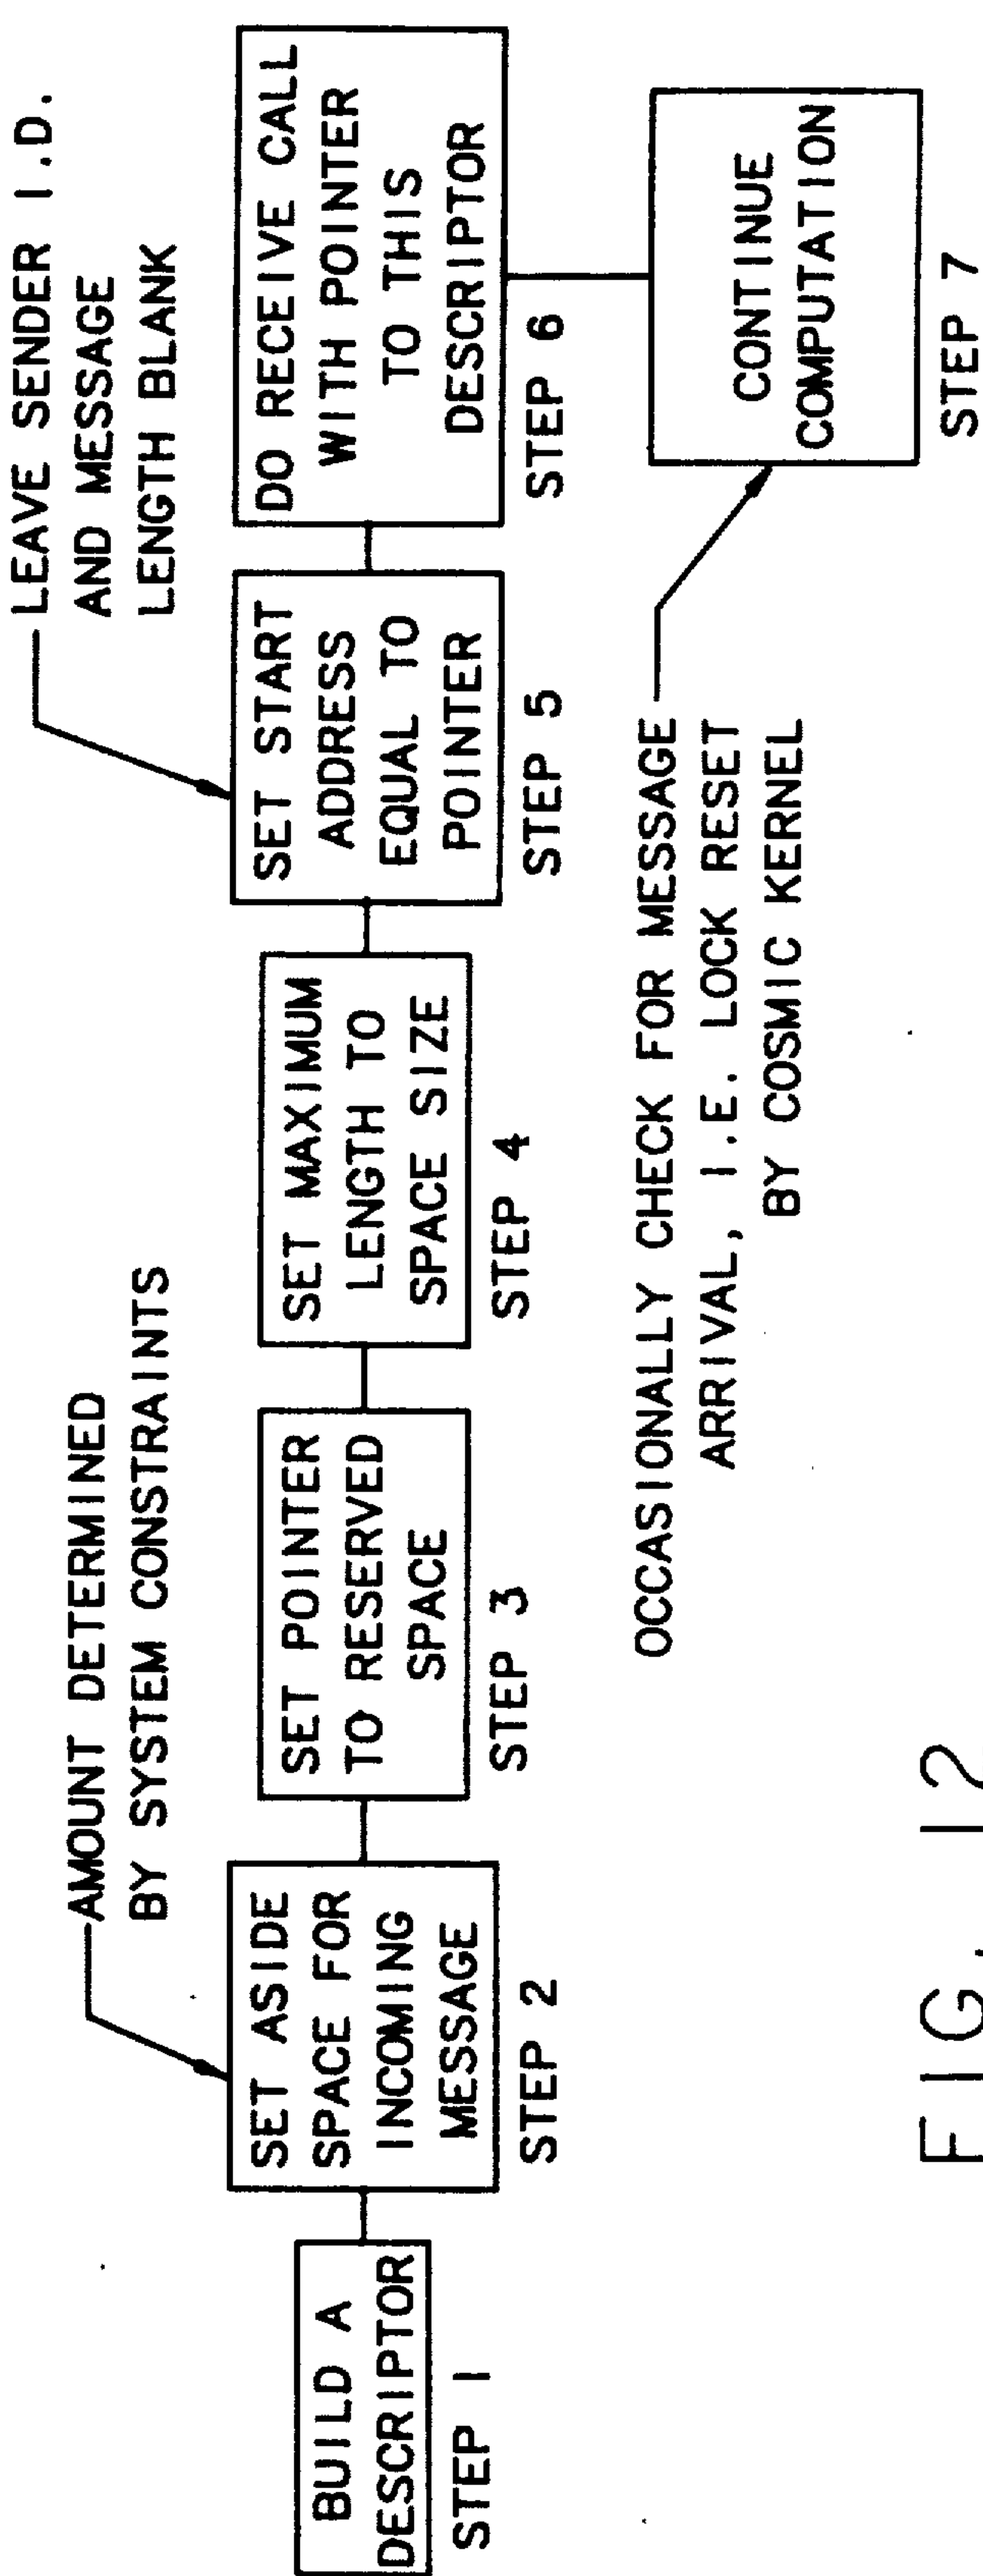 AMOUNT DETERMINED
BY SYSTEM CONSTRAINTS
LEAVE SENDER I.D.
AND MESSAGE
LENGTH BLANK
BUILD A
DESCRIPTOR
STEP 1
SET ASIDE
SPACE FOR
INCOMING
MESSAGE
STEP 2
SET POINTER
TO RESERVED
SPACE
STEP 3
SET MAXIMUM
LENGTH TO
SPACE SIZE
STEP 4
SET START
ADDRESS
EQUAL TO
POINTER
STEP 5
DO RECEIVE CALL
WITH POINTER
TO THIS
DESCRIPTOR
STEP 6
OCCASIONALLY CHECK FOR MESSAGE
ARRIVAL, I.E. LOCK RESET
BY COSMIC KERNEL
CONTINUE
COMPUTATION
STEP 7
FIG. 12